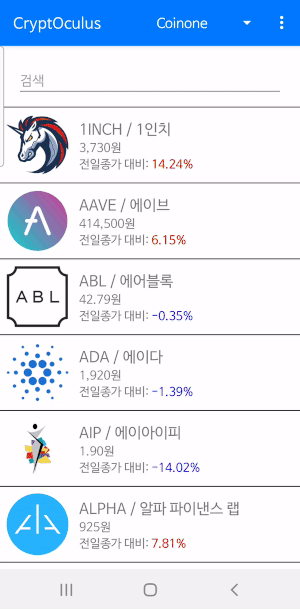 CryptOculus
Coinone
검색
1INCH / 1인치
3,730원
전일종가 대비: 14.24%
AAVE / 에이브
414,500원
전일종가 대비: 6.15%
ABL
ABL / 에어블록
42.79원
전일종가 대비: -0.35%
ADA / 에이다
1,920원
전일종가 대비: -1.39%
AIP / 에이아이피
1.90원
전일종가 대비: -14.02%
ALPHA / 알파 파이낸스 랩
925원
전일종가 대비: 7.81%